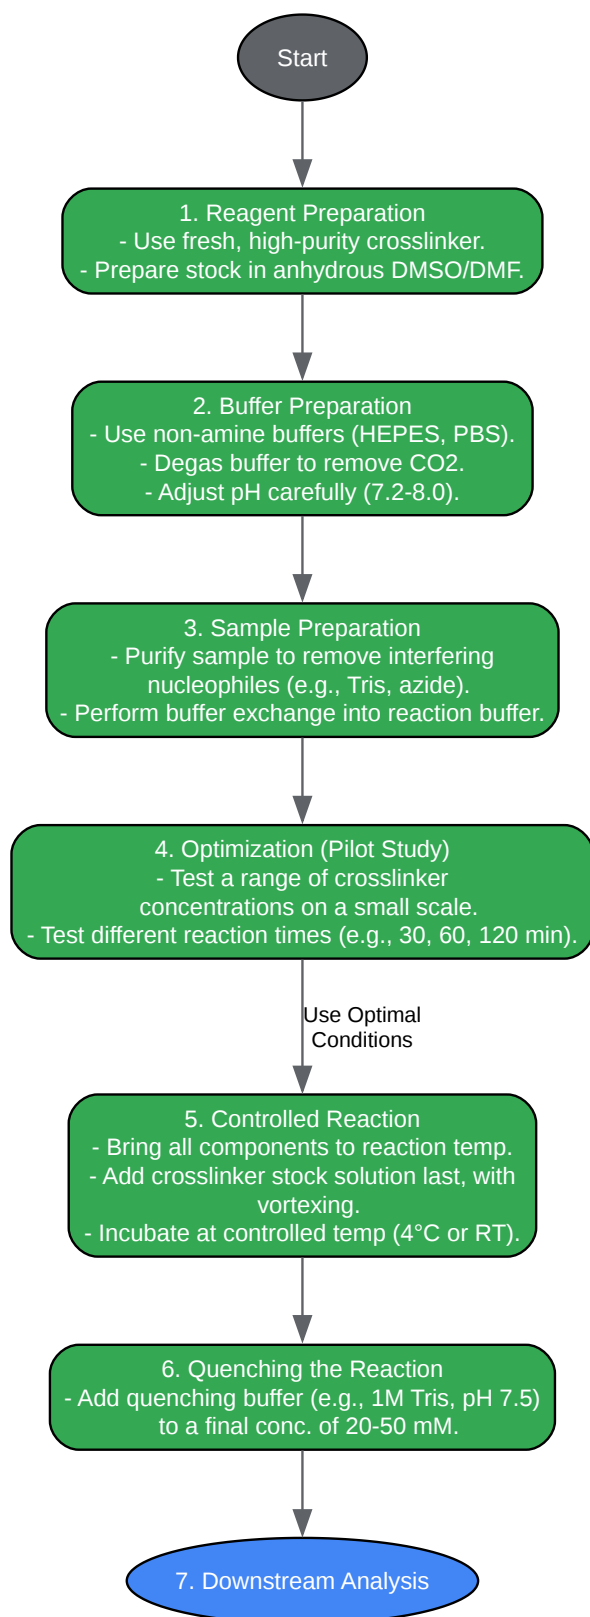 Start
1. Reagent Preparation
- Use fresh, high-purity crosslinker.
- Prepare stock in anhydrous DMSO/DMF.
2. Buffer Preparation
- Use non-amine buffers (HEPES, PBS).
- Degas buffer to remove CO2.
- Adjust pH carefully (7.2-8.0).
3. Sample Preparation
- Purify sample to remove interfering
nucleophiles (e.g., Tris, azide).
- Perform buffer exchange into reaction buffer.
4. Optimization (Pilot Study)
- Test a range of crosslinker
concentrations on a small scale.
- Test different reaction times (e.g., 30, 60, 120 min).
Use Optimal
Conditions
5. Controlled Reaction
- Bring all components to reaction temp.
- Add crosslinker stock solution last, with
vortexing.
- Incubate at controlled temp (4°C or RT).
6. Quenching the Reaction
- Add quenching buffer (e.g., 1M Tris, pH 7.5)
to a final conc. of 20-50 mM.
7. Downstream Analysis